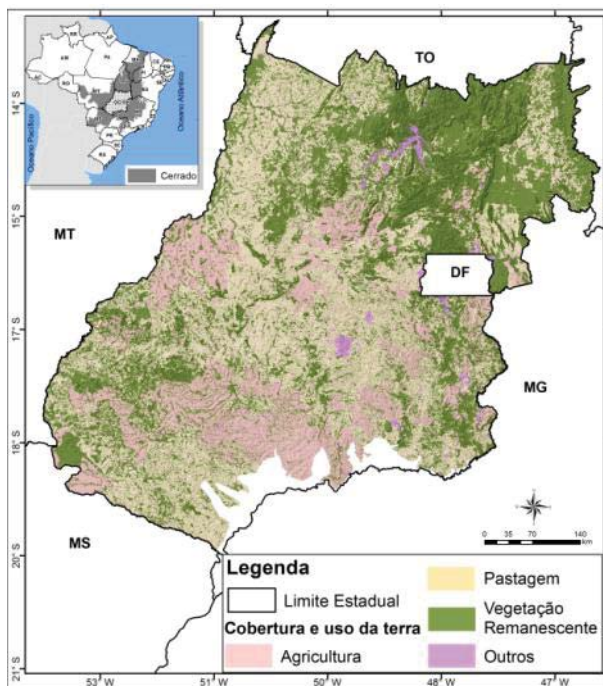 Oceano Pacífico
Oceano Atlântico
Cerrado
TO
MT
DF
MG
MS
14° S
15° S
17° S
18° S
20° S
21° S
0 35 70 140
km
Legenda
Limite Estadual
Cobertura e uso da terra
Agricultura
Pastagem
Vegetação
Remanescente
Outros
53° W
51° W
50° W
48° W
47° W